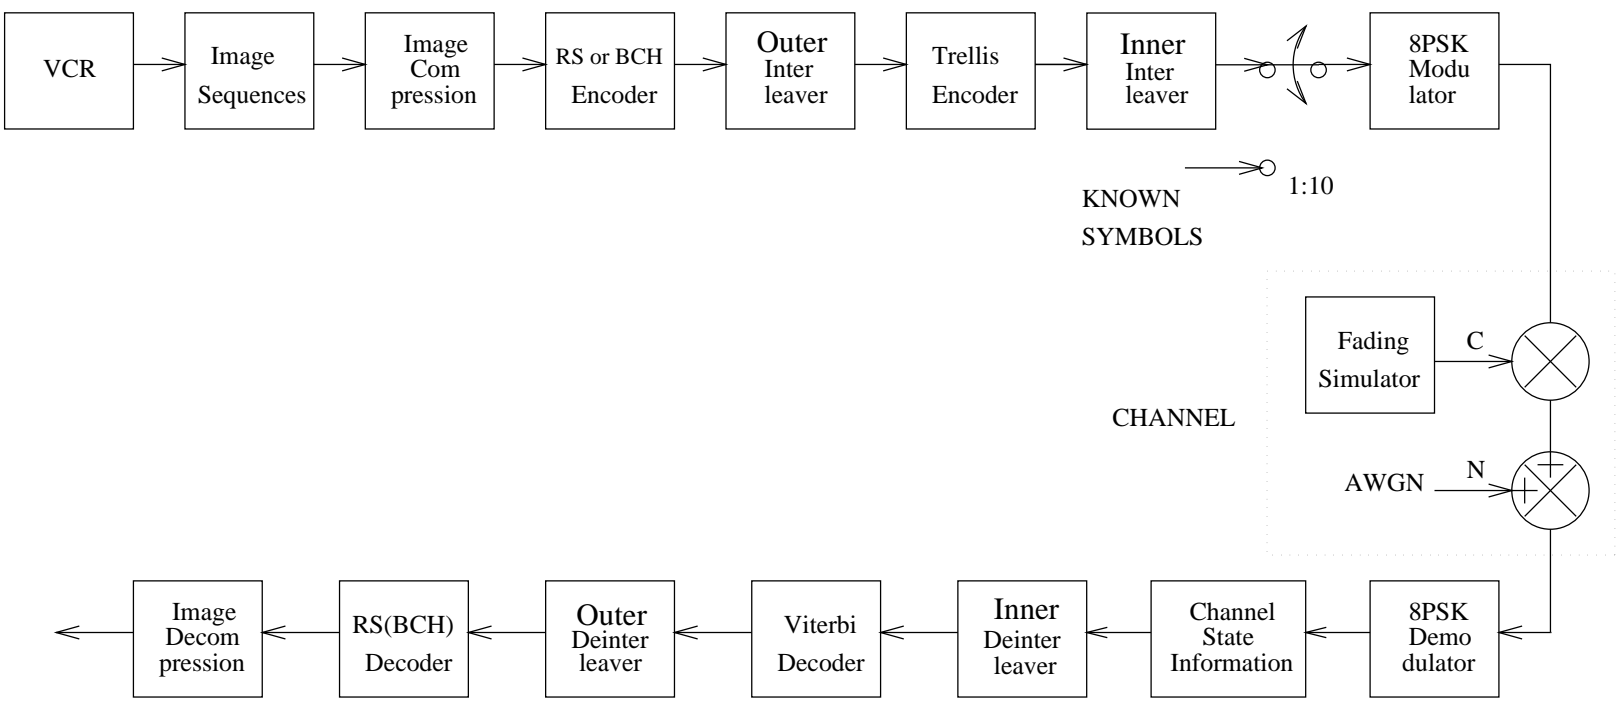 VCR
Image
Sequences
Image
Com
pression
RS or BCH
Encoder
Outer
Inter
leaver
Trellis
Encoder
Inner
Inter
leaver
8PSK
Modu
lator
1:10
KNOWN
SYMBOLS
Fading
Simulator
C
CHANNEL
AWGN
N
Image
Decom
pression
RS(BCH)
Decoder
Outer
Deinter
leaver
Viterbi
Decoder
Inner
Deinter
leaver
Channel
State
Information
8PSK
Demo
dulator